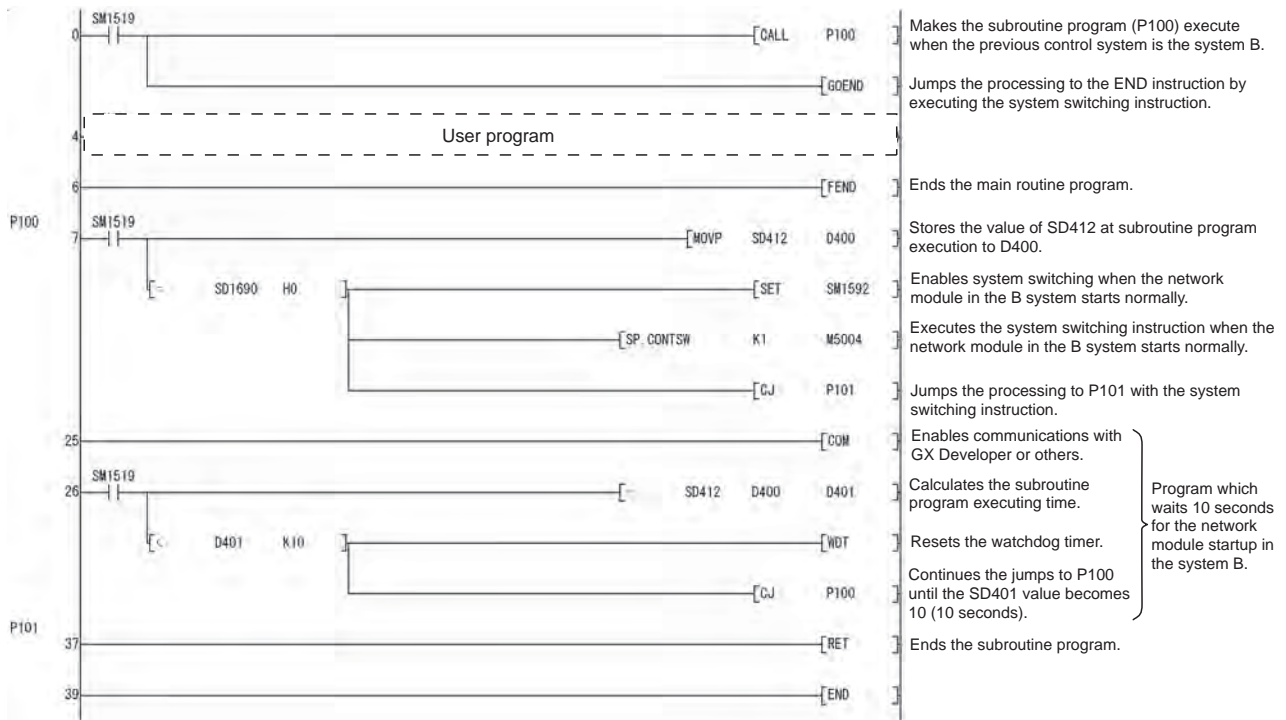 SM1519
0 [CALL P100 ] Makes the subroutine program (P100) execute
when the previous control system is the system B.
[GOEND ] Jumps the processing to the END instruction by
executing the system switching instruction.
4 User program
6 [FEND ] Ends the main routine program.
P100 SM1519
7 [MOVP SD412 D400 ] Stores the value of SD412 at subroutine program
execution to D400.
[= SD1690 H0 ] [SET SM1592 ] Enables system switching when the network
module in the B system starts normally.
[SP.CONTSW K1 M5004 ] Executes the system switching instruction when the
network module in the B system starts normally.
[CJ P101 ] Jumps the processing to P101 with the system
switching instruction.
25 [COM ] Enables communications with
GX Developer or others.
SM1519
26 [- SD412 D400 D401 ] Calculates the subroutine
program executing time.
[< D401 K10 ] [WDT ] Resets the watchdog timer.
Program which
waits 10 seconds
for the network
module startup in
the system B.
[CJ P100 ] Continues the jumps to P100
until the SD401 value becomes
10 (10 seconds).
P101
37 [RET ] Ends the subroutine program.
39 [END ]